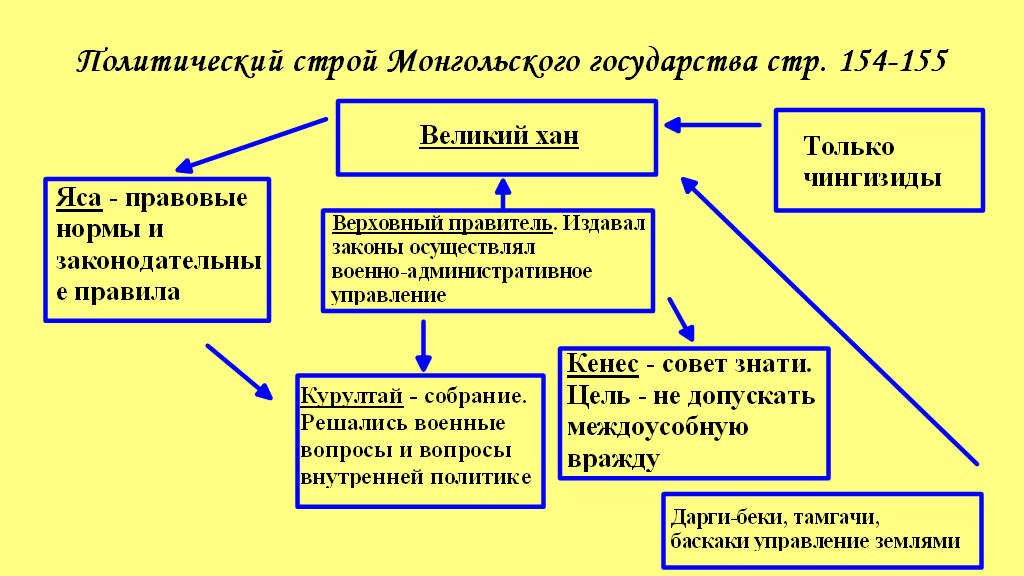 Политический строй Монгольского государства стр. 154-155
Великий хан
Только
чингизиды
Яса - правовые
нормы и
законодательны
е правила
Верховный правитель. Издавал
законы осуществлял
военно-административное
управление
Кенес - совет знати.
Цель - не допускать
междоусобную
вражду
Курултай - собрание.
Решались военные
вопросы и вопросы
внутренней политике
Дарги-беки, тамгачи,
баскаки управление землями